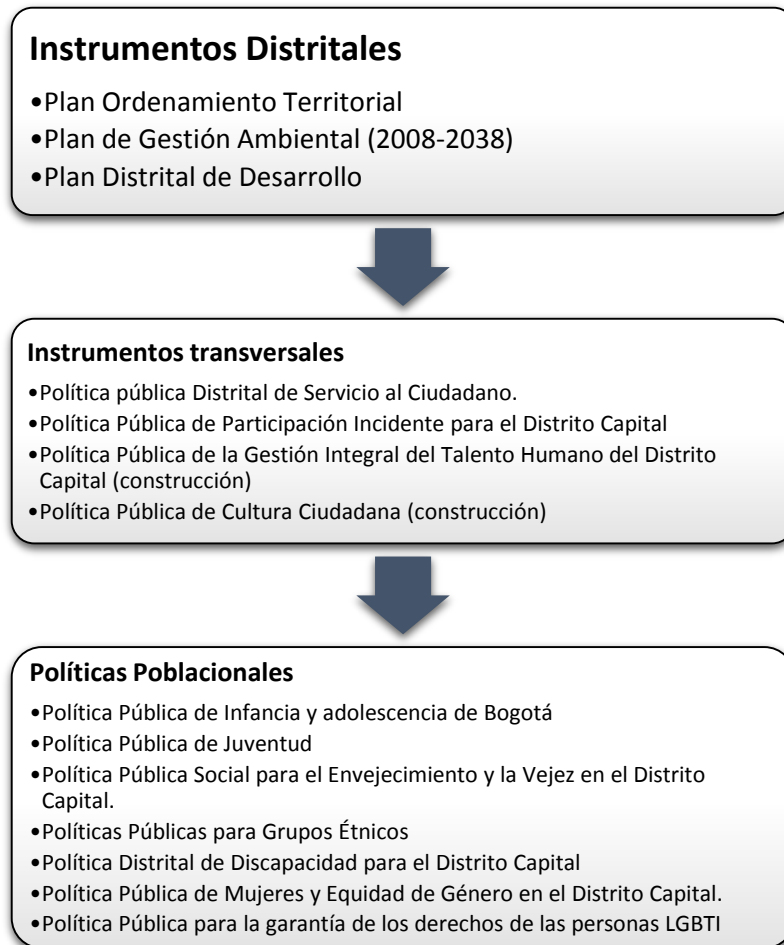 Instrumentos Distritales
•Plan Ordenamiento Territorial
•Plan de Gestión Ambiental (2008-2038)
•Plan Distrital de Desarrollo
Instrumentos transversales
•Política pública Distrital de Servicio al Ciudadano.
•Política Pública de Participación Incidente para el Distrito Capital
•Política Pública de la Gestión Integral del Talento Humano del Distrito
Capital (construcción)
•Política Pública de Cultura Ciudadana (construcción)
Políticas Poblacionales
•Política Pública de Infancia y adolescencia de Bogotá
•Política Pública de Juventud
•Política Pública Social para el Envejecimiento y la Vejez en el Distrito
Capital.
•Políticas Públicas para Grupos Étnicos
•Política Distrital de Discapacidad para el Distrito Capital
•Política Pública de Mujeres y Equidad de Género en el Distrito Capital.
•Política Pública para la garantía de los derechos de las personas LGBTI